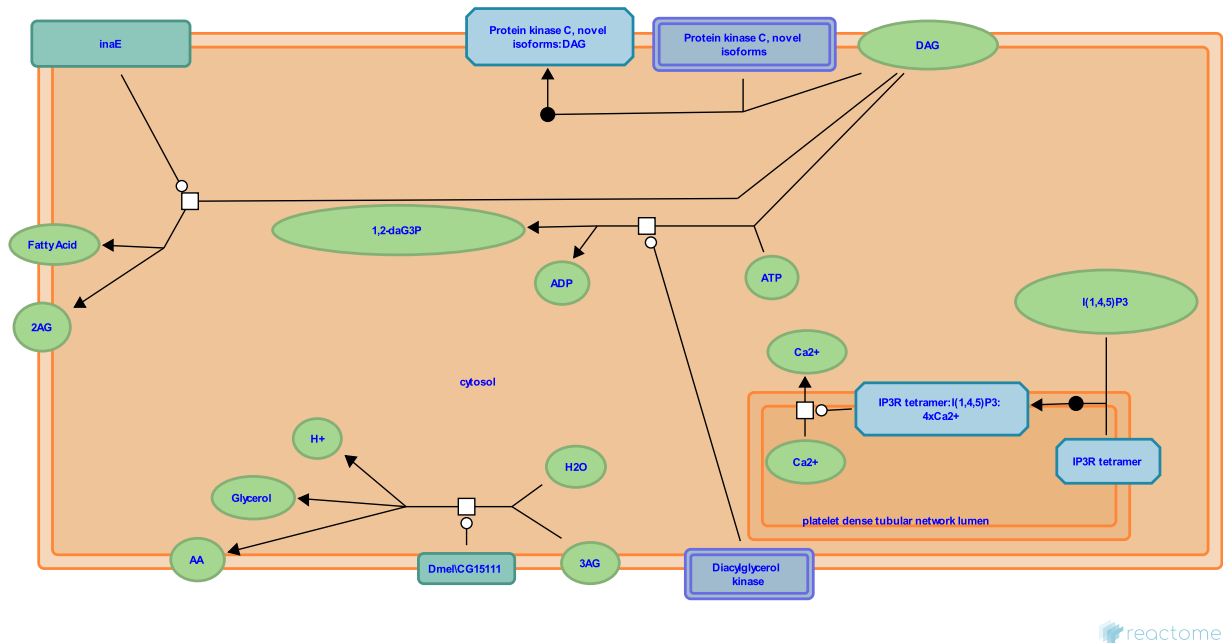 inaE
Protein kinase C, novel
isoforms:DAG
Protein kinase C, novel
isoforms
DAG
FattyAcid
1,2-daG3P
ADP
ATP
2AG
I(1,4,5)P3
Ca2+
cytosol
IP3R tetramer:I(1,4,5)P3:
4xCa2+
H+
H2O
Ca2+
IP3R tetramer
Glycerol
platelet dense tubular network lumen
AA
Dmel\CG15111
3AG
Diacylglycerol
kinase
reactome